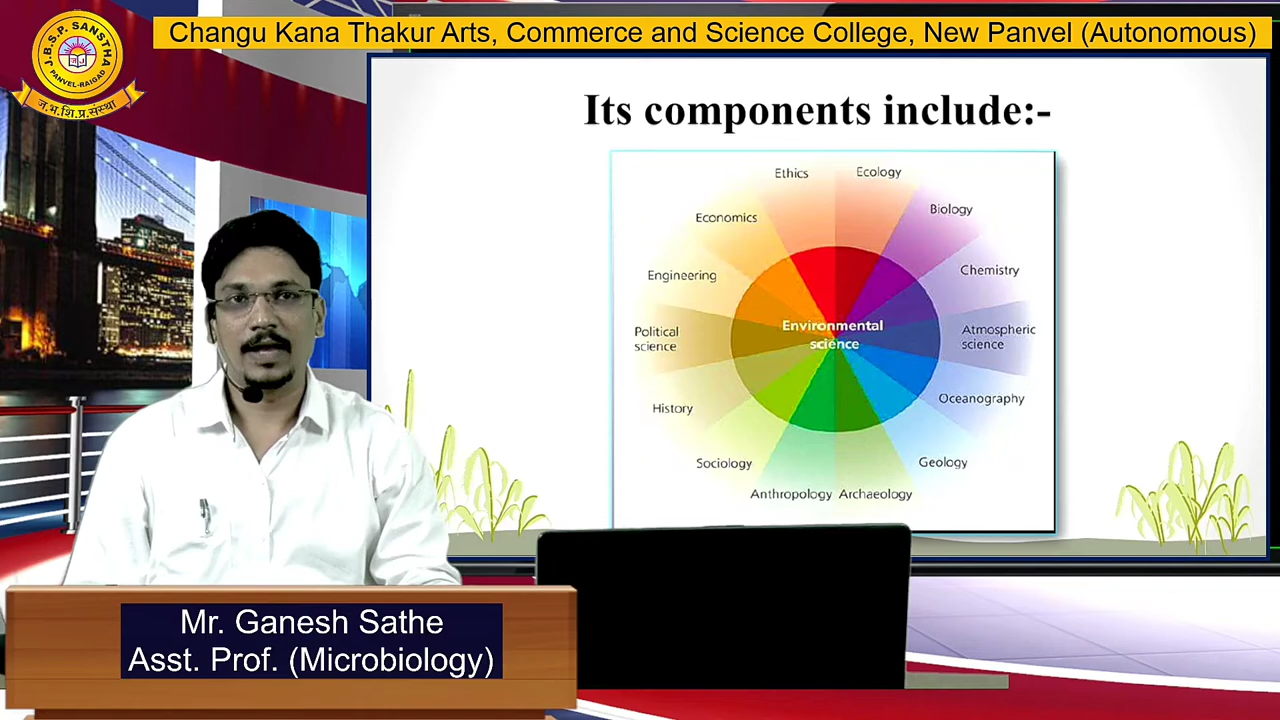 J.B.S.P. SANSTHA
PANVEL-RAIGAD
ज.भ.शि.प्र.संस्था
Changu Kana Thakur Arts, Commerce and Science College, New Panvel (Autonomous)
Its components include:-
Ethics
Ecology
Economics
Biology
Engineering
Chemistry
Political
science
Environmental
science
Atmospheric
science
History
Oceanography
Sociology
Geology
Anthropology
Archaeology
Mr. Ganesh Sathe
Asst. Prof. (Microbiology)